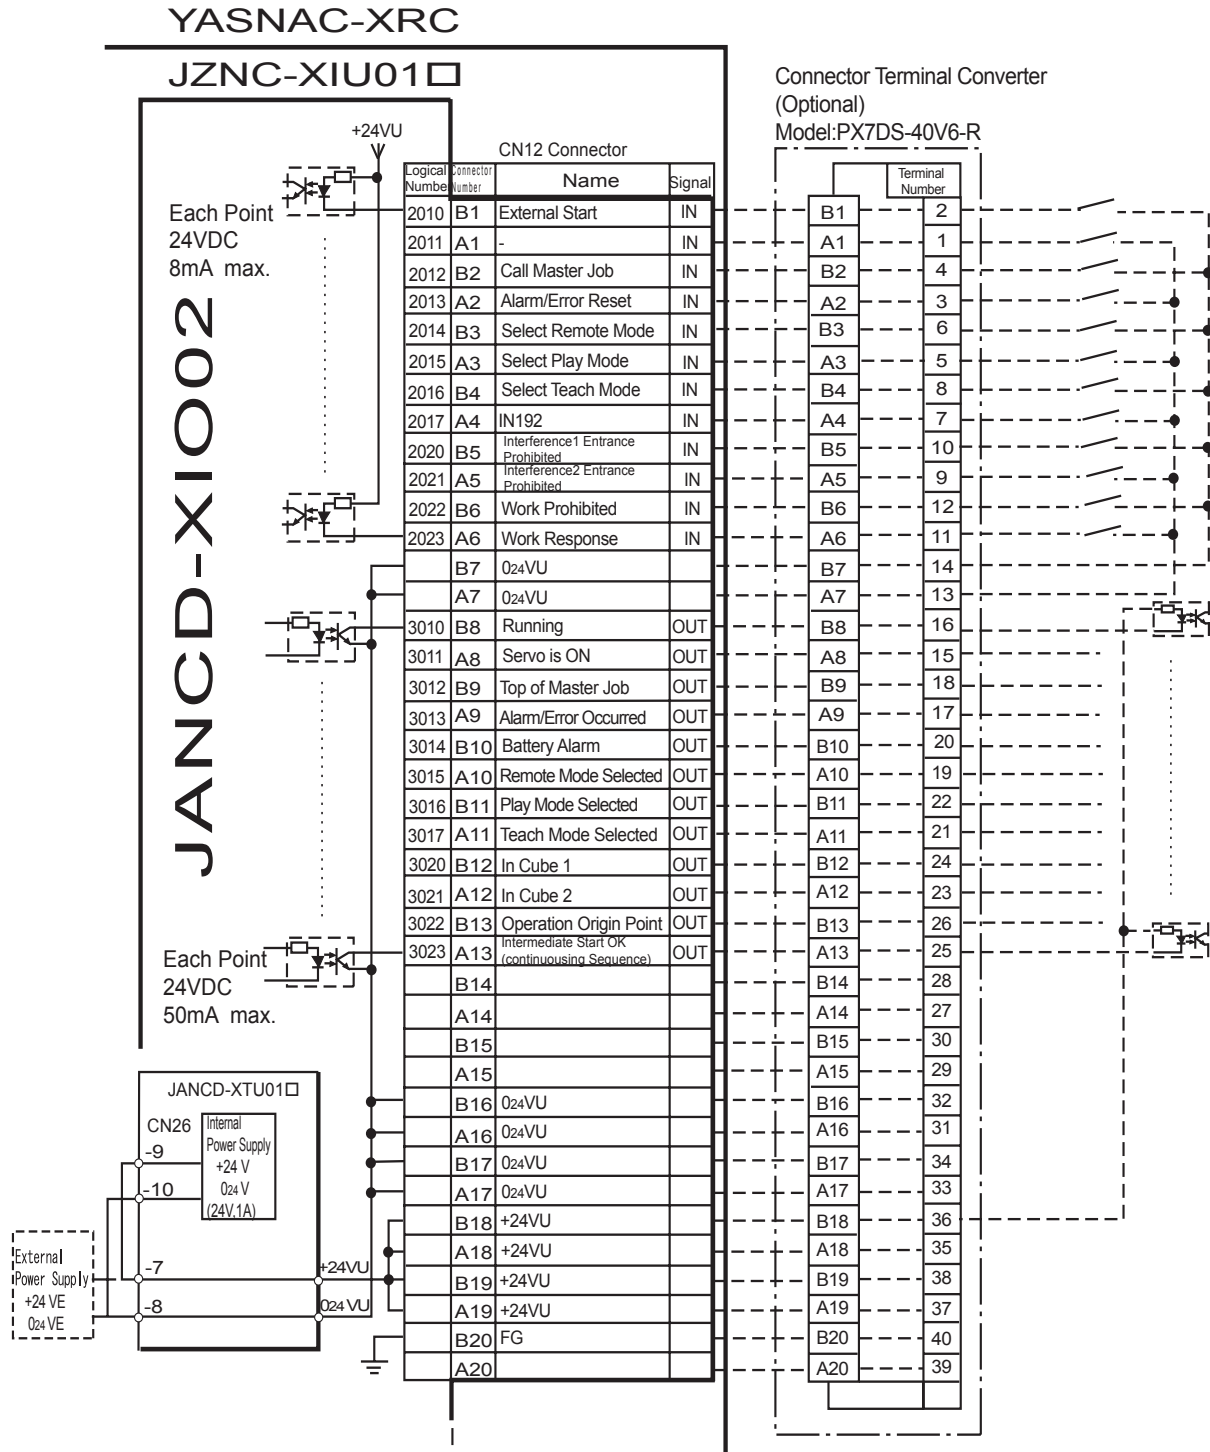 YASNAC-XRC
JZNC-XIU01□
Connector Terminal Converter
(Optional)
Model:PX7DS-40V6-R
+24VU
CN12 Connector
Logical Number Connector Number Name Signal
Terminal Number
Each Point
24VDC
8mA max.
JANCD-XIO02
2010 B1 External Start IN B1 2
2011 A1 - IN A1 1
2012 B2 Call Master Job IN B2 4
2013 A2 Alarm/Error Reset IN A2 3
2014 B3 Select Remote Mode IN B3 6
2015 A3 Select Play Mode IN A3 5
2016 B4 Select Teach Mode IN B4 8
2017 A4 IN192 IN A4 7
2020 B5 Interference1 Entrance Prohibited IN B5 10
2021 A5 Interference2 Entrance Prohibited IN A5 9
2022 B6 Work Prohibited IN B6 12
2023 A6 Work Response IN A6 11
B7 024VU B7 14
A7 024VU A7 13
3010 B8 Running OUT B8 16
3011 A8 Servo is ON OUT A8 15
3012 B9 Top of Master Job OUT B9 18
3013 A9 Alarm/Error Occurred OUT A9 17
3014 B10 Battery Alarm OUT B10 20
3015 A10 Remote Mode Selected OUT A10 19
3016 B11 Play Mode Selected OUT B11 22
3017 A11 Teach Mode Selected OUT A11 21
3020 B12 In Cube 1 OUT B12 24
3021 A12 In Cube 2 OUT A12 23
3022 B13 Operation Origin Point OUT B13 26
3023 A13 Intermediate Start OK (continuousing Sequence) OUT A13 25
Each Point
24VDC
50mA max.
B14 B14 28
A14 A14 27
B15 B15 30
A15 A15 29
B16 024VU B16 32
A16 024VU A16 31
B17 024VU B17 34
A17 024VU A17 33
B18 +24VU B18 36
A18 +24VU A18 35
B19 +24VU B19 38
A19 +24VU A19 37
B20 FG B20 40
A20 A20 39
JANCD-XTU01□
CN26
Internal
Power Supply
+24 V
024 V
(24V,1A)
-9
-10
-7
-8
+24VU
024 VU
External
Power Supply
+24 VE
024 VE